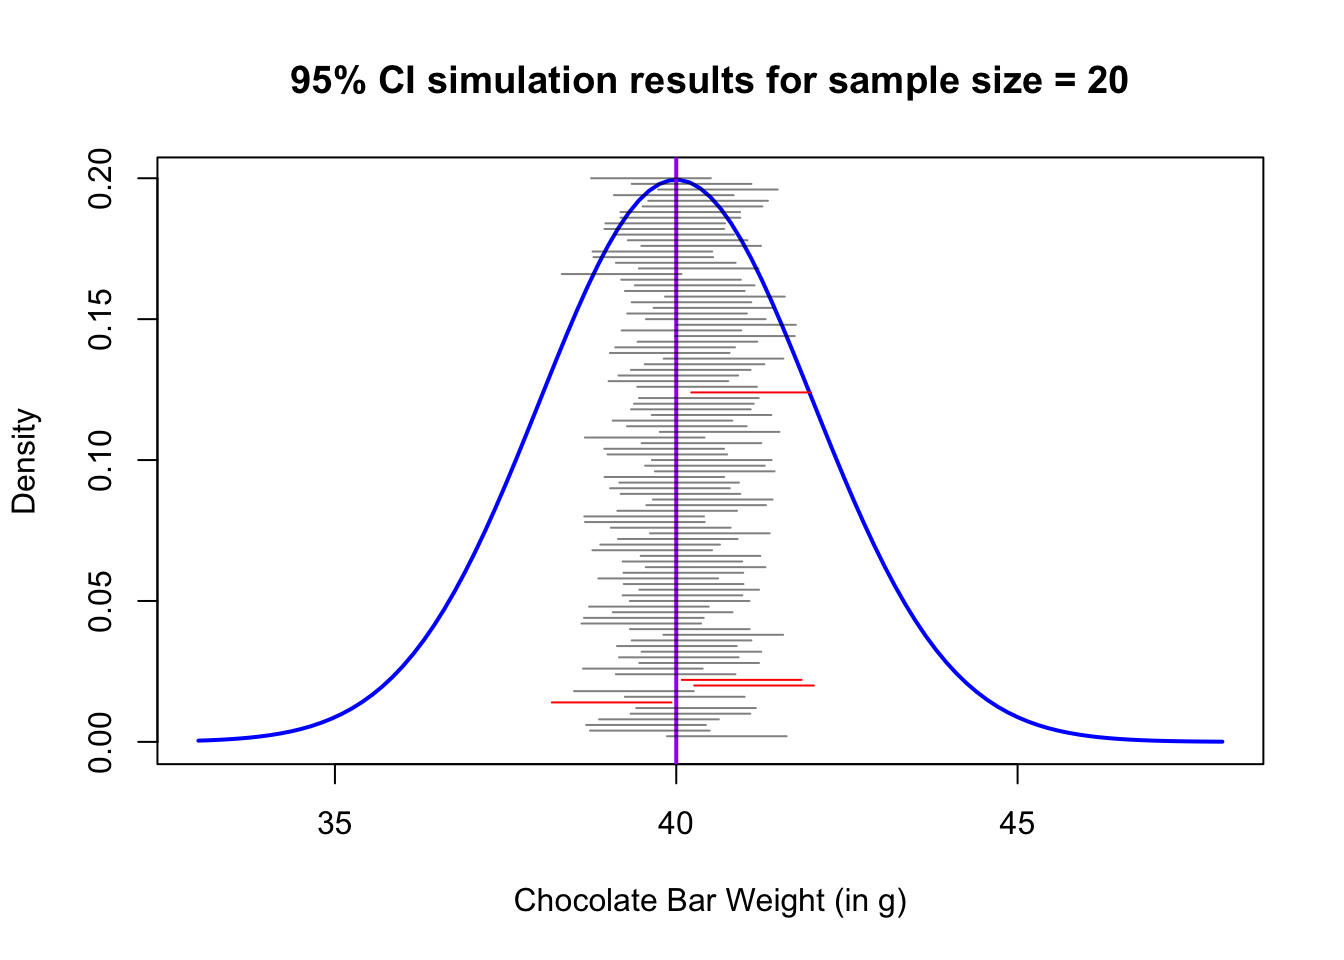 95% CI simulation results for sample size = 20
0.20
0.15
0.10
0.05
0.00
Density
35 40 45
Chocolate Bar Weight (in g)